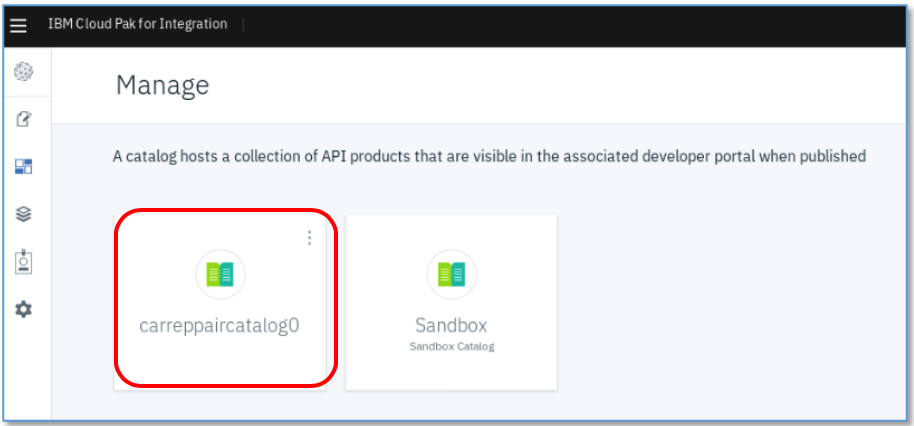 IBM Cloud Pak for Integration
Manage
A catalog hosts a collection of API products that are visible in the associated developer portal when published
carreppaircatalog0
Sandbox
Sandbox Catalog